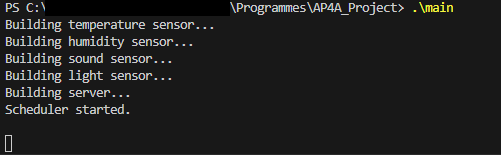 PS C:\ \Programmes\AP4A_Project> .\main
Building temperature sensor...
Building humidity sensor...
Building sound sensor...
Building light sensor...
Building server...
Scheduler started.